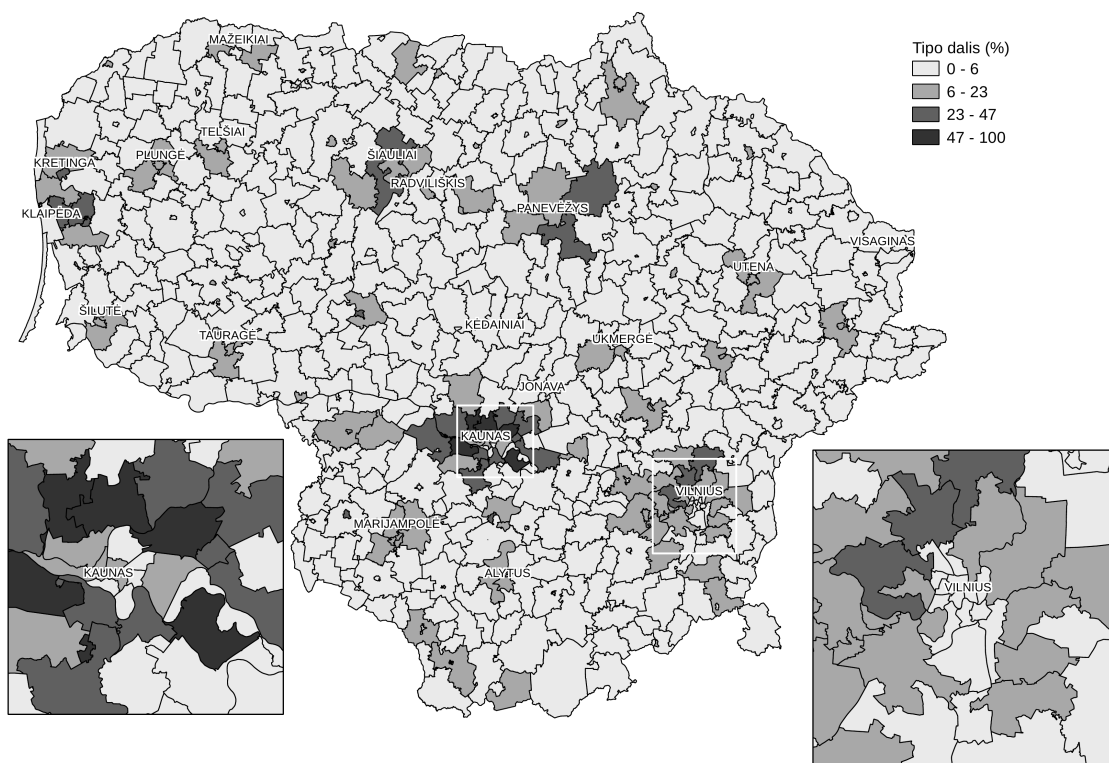 Tipo dalis (%)
0 - 6
6 - 23
23 - 47
47 - 100
MAŽEIKIAI
TELŠIAI
PLUNGĖ
KRETINGA
ŠIAULIAI
RADVILIŠKIS
KLAIPĖDA
PANEVĖŽYS
VISAGINAS
UTENA
ŠILUTĖ
TAURAGĖ
KĖDAINIAI
UKMERGĖ
JONAVA
KAUNAS
VILNIUS
MARIJAMPOLĖ
ALYTUS
KAUNAS
VILNIUS